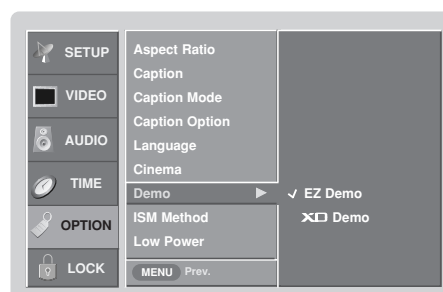 SETUP
VIDEO
AUDIO
TIME
OPTION
LOCK
Aspect Ratio
Caption
Caption Mode
Caption Option
Language
Cinema
Demo
ISM Method
Low Power
MENU Prev.
✓ EZ Demo
XD Demo